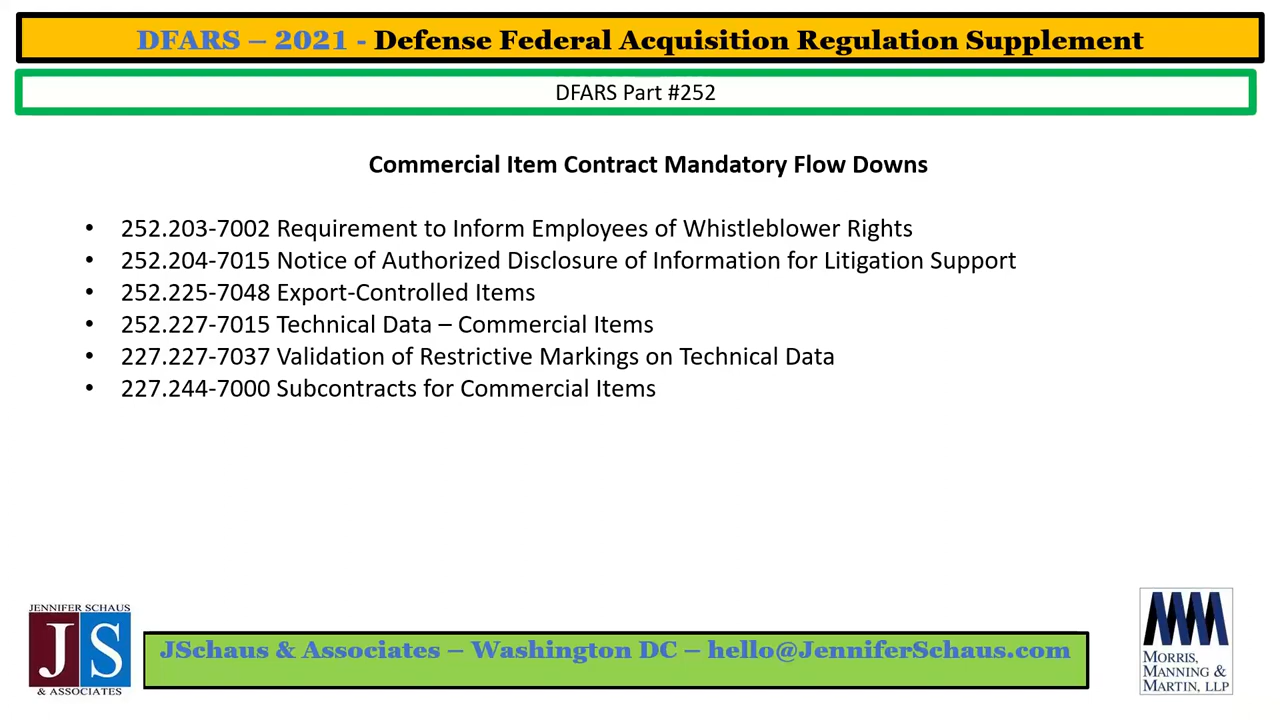 DFARS – 2021 - Defense Federal Acquisition Regulation Supplement
DFARS Part #252
Commercial Item Contract Mandatory Flow Downs
• 252.203-7002 Requirement to Inform Employees of Whistleblower Rights
• 252.204-7015 Notice of Authorized Disclosure of Information for Litigation Support
• 252.225-7048 Export-Controlled Items
• 252.227-7015 Technical Data – Commercial Items
• 227.227-7037 Validation of Restrictive Markings on Technical Data
• 227.244-7000 Subcontracts for Commercial Items
JENNIFER SCHAUS
JS
& ASSOCIATES
JSchaus & Associates – Washington DC – hello@JenniferSchaus.com
MMM
MORRIS,
MANNING &
MARTIN, LLP